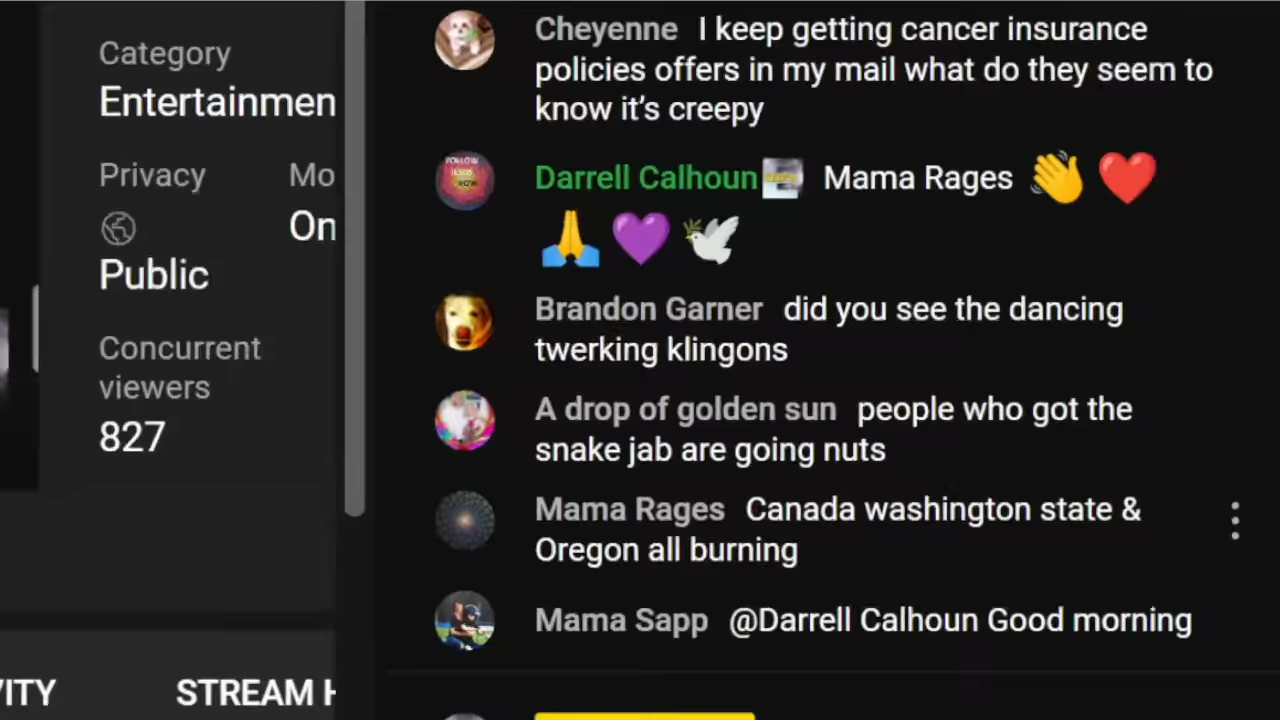 Category
Entertainmen
Privacy
Mo
On
Public
Concurrent
viewers
827
VITY
STREAM H
Cheyenne I keep getting cancer insurance
policies offers in my mail what do they seem to
know it's creepy
FOLLOW
JESUS
NOW
Darrell Calhoun Mama Rages 👋 ❤️
🙏 💜 🕊️
Brandon Garner did you see the dancing
twerking klingons
A drop of golden sun people who got the
snake jab are going nuts
Mama Rages Canada washington state &
Oregon all burning
Mama Sapp @Darrell Calhoun Good morning